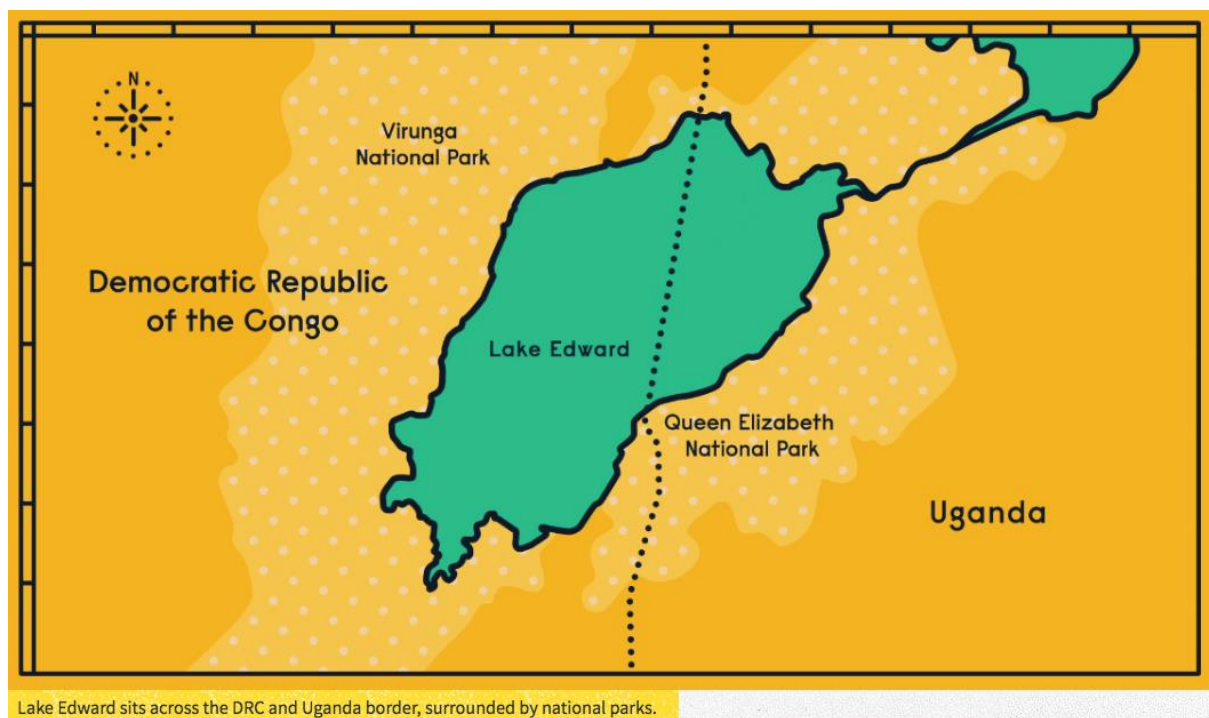 N
Virunga
National Park
Democratic Republic
of the Congo
Lake Edward
Queen Elizabeth
National Park
Uganda
Lake Edward sits across the DRC and Uganda border, surrounded by national parks.